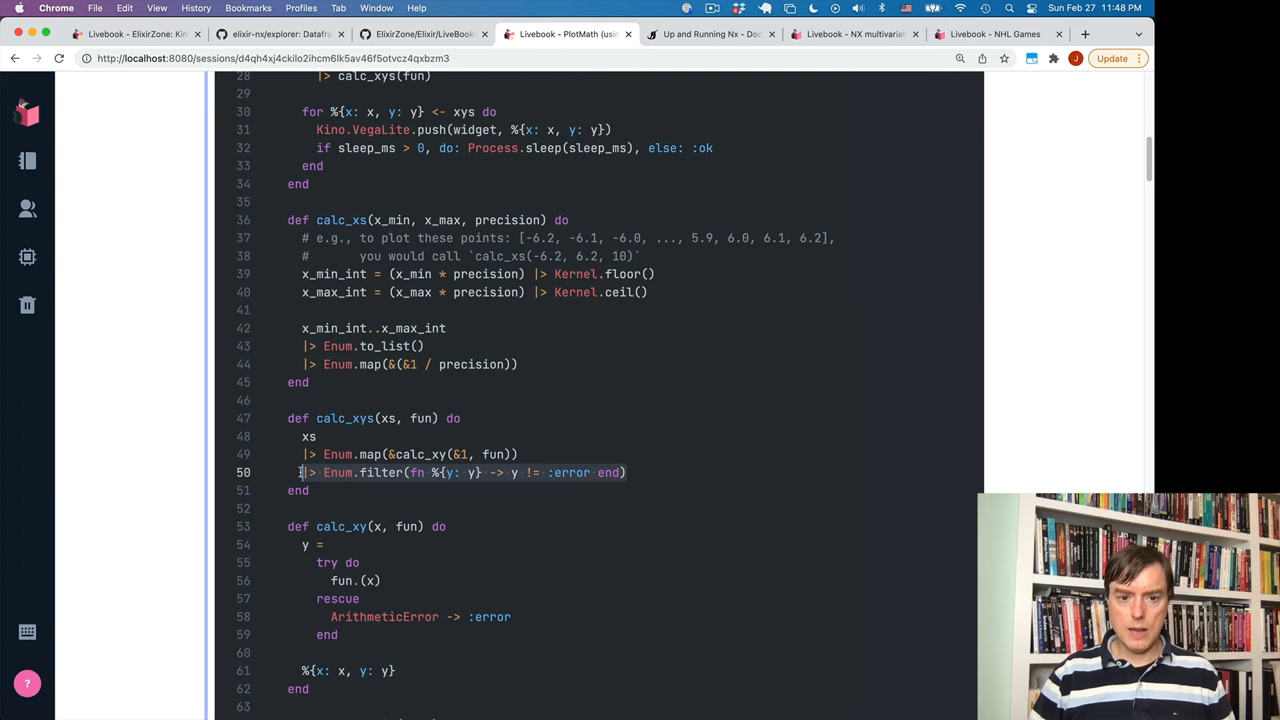 Chrome File Edit View History Bookmarks Profiles Tab Window Help Sun Feb 27 11:48 PM
Livebook - ElixirZone: Kin
elixir-nx/explorer: Datafra
ElixirZone/Elixir/LiveBook
Livebook - PlotMath (usin
Up and Running Nx - Doc
Livebook - NX multivariat
Livebook - NHL Games
http://localhost:8080/sessions/d4qh4xj4ckilo2ihcm6lk5av46f5otvcz4qxbzm3
J
Update
28 |> calc_xys(fun)
29
30 for %{x: x, y: y} <- xys do
31 Kino.VegaLite.push(widget, %{x: x, y: y})
32 if sleep_ms > 0, do: Process.sleep(sleep_ms), else: :ok
33 end
34 end
35
36 def calc_xs(x_min, x_max, precision) do
37 # e.g., to plot these points: [-6.2, -6.1, -6.0, ..., 5.9, 6.0, 6.1, 6.2],
38 # you would call `calc_xs(-6.2, 6.2, 10)`
39 x_min_int = (x_min * precision) |> Kernel.floor()
40 x_max_int = (x_max * precision) |> Kernel.ceil()
41
42 x_min_int..x_max_int
43 |> Enum.to_list()
44 |> Enum.map(&(&1 / precision))
45 end
46
47 def calc_xys(xs, fun) do
48 xs
49 |> Enum.map(&calc_xy(&1, fun))
50 |> Enum.filter(fn %{y: y} -> y != :error end)
51 end
52
53 def calc_xy(x, fun) do
54 y =
55 try do
56 fun.(x)
57 rescue
58 ArithmeticError -> :error
59 end
60
61 %{x: x, y: y}
62 end
63
?